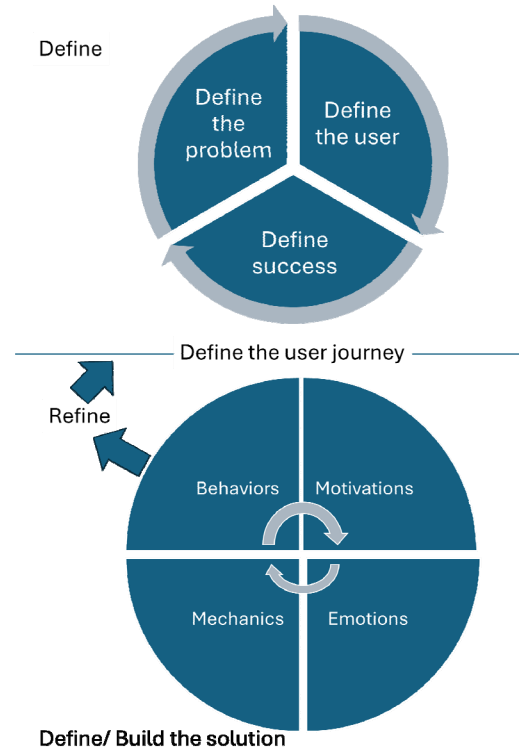 Define
Define
the
problem
Define
the user
Define
success
Define the user journey
Refine
Behaviors
Motivations
Mechanics
Emotions
Define/ Build the solution